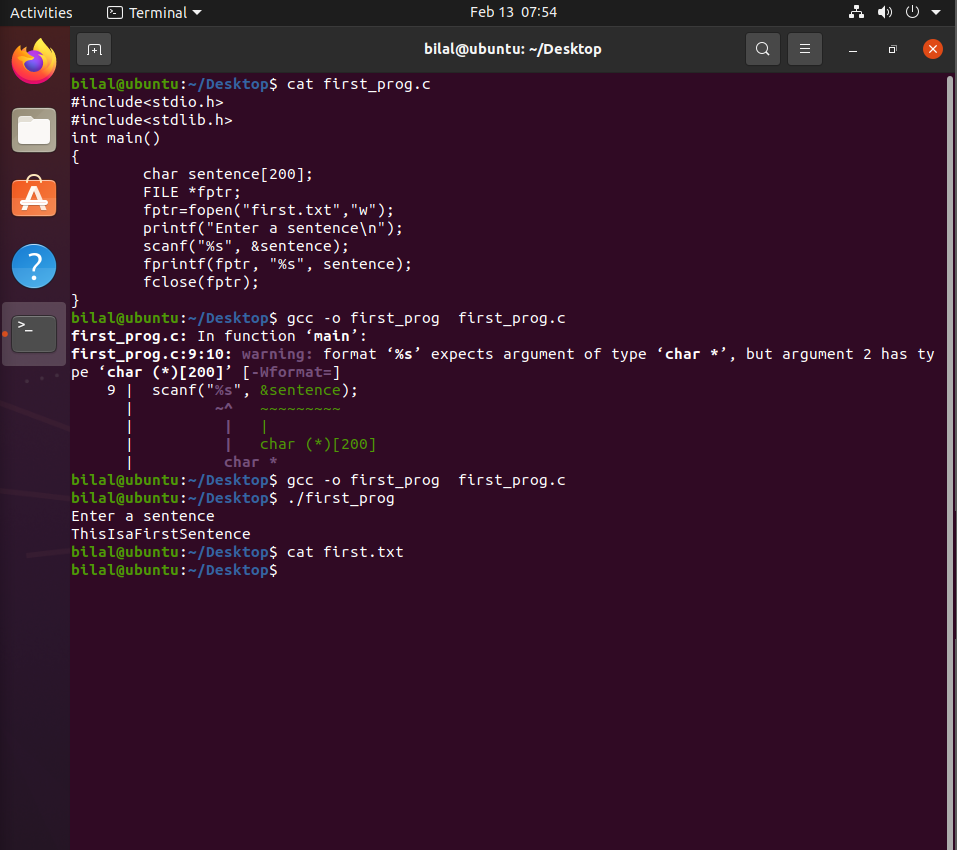 Activities Terminal Feb 13 07:54
bilal@ubuntu: ~/Desktop
bilal@ubuntu:~/Desktop$ cat first_prog.c
#include<stdio.h>
#include<stdlib.h>
int main()
{
        char sentence[200];
        FILE *fptr;
        fptr=fopen("first.txt","w");
        printf("Enter a sentence\n");
        scanf("%s", &sentence);
        fprintf(fptr, "%s", sentence);
        fclose(fptr);
}
bilal@ubuntu:~/Desktop$ gcc -o first_prog  first_prog.c
first_prog.c: In function ‘main’:
first_prog.c:9:10: warning: format ‘%s’ expects argument of type ‘char *’, but argument 2 has ty
pe ‘char (*)[200]’ [-Wformat=]
    9 |  scanf("%s", &sentence);
      |         ~^   ~~~~~~~~~
      |          |   |
      |          |   char (*)[200]
      |          char *
bilal@ubuntu:~/Desktop$ gcc -o first_prog  first_prog.c
bilal@ubuntu:~/Desktop$ ./first_prog
Enter a sentence
ThisIsaFirstSentence
bilal@ubuntu:~/Desktop$ cat first.txt
bilal@ubuntu:~/Desktop$